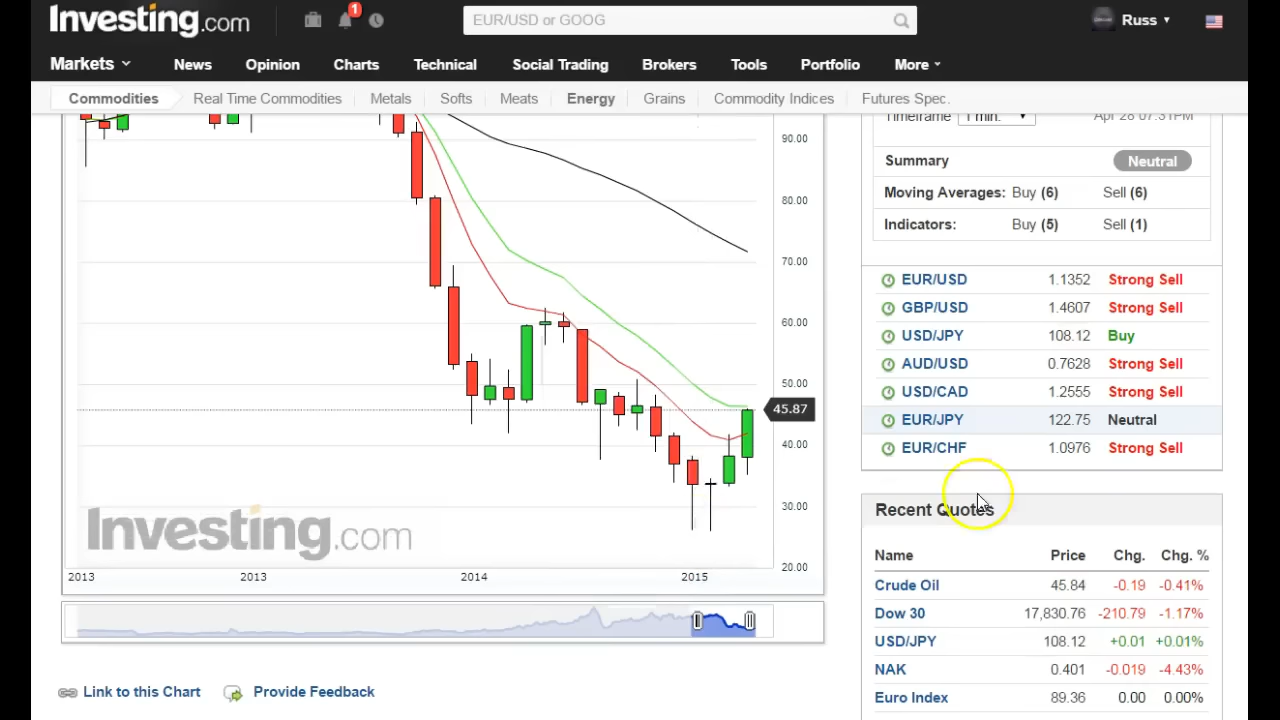 Investing.com
1
EUR/USD or GOOG
Russ
Markets News Opinion Charts Technical Social Trading Brokers Tools Portfolio More
Commodities Real Time Commodities Metals Softs Meats Energy Grains Commodity Indices Futures Spec.
Timeframe 1 min. Apr 28 07:31PM
Summary Neutral
Moving Averages: Buy (6) Sell (6)
Indicators: Buy (5) Sell (1)
90.00
80.00
70.00
60.00
50.00
45.87
40.00
30.00
20.00
Investing.com
2013 2013 2014 2015
Link to this Chart Provide Feedback
EUR/USD 1.1352 Strong Sell
GBP/USD 1.4607 Strong Sell
USD/JPY 108.12 Buy
AUD/USD 0.7628 Strong Sell
USD/CAD 1.2555 Strong Sell
EUR/JPY 122.75 Neutral
EUR/CHF 1.0976 Strong Sell
Recent Quotes
Name Price Chg. Chg. %
Crude Oil 45.84 -0.19 -0.41%
Dow 30 17,830.76 -210.79 -1.17%
USD/JPY 108.12 +0.01 +0.01%
NAK 0.401 -0.019 -4.43%
Euro Index 89.36 0.00 0.00%